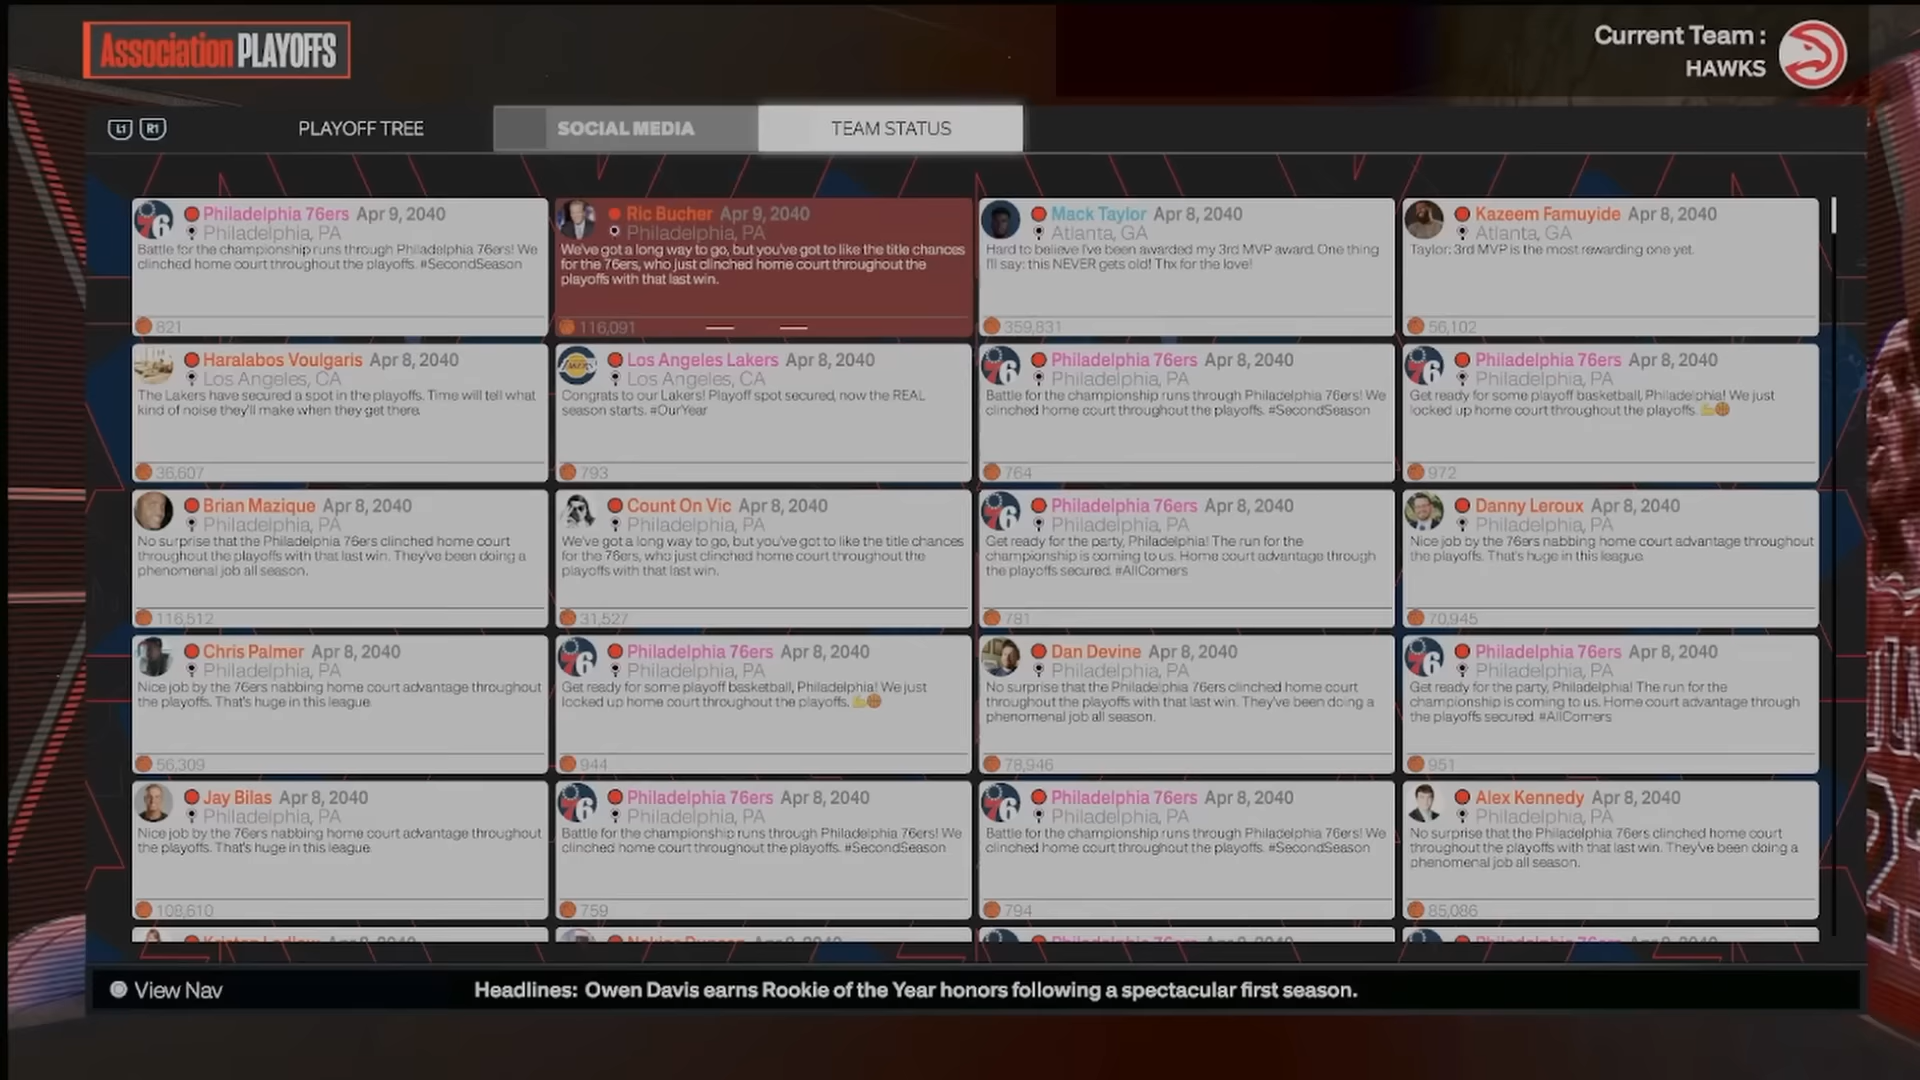 Association PLAYOFFS
Current Team :
HAWKS
L1 R1 PLAYOFF TREE SOCIAL MEDIA TEAM STATUS
Philadelphia 76ers Apr 9, 2040
Philadelphia, PA
Battle for the championship runs through Philadelphia 76ers! We
clinched home court throughout the playoffs. #SecondSeason
821
Ric Bucher Apr 9, 2040
Philadelphia, PA
We've got a long way to go, but you've got to like the title chances
for the 76ers, who just clinched home court throughout the
playoffs with that last win.
116,091
Mack Taylor Apr 8, 2040
Atlanta, GA
Hard to believe I've been awarded my 3rd MVP award. One thing
I'll say: this NEVER gets old! Thx for the love!
359,831
Kazeem Famuyide Apr 8, 2040
Atlanta, GA
Taylor: 3rd MVP is the most rewarding one yet.
56,102
Haralabos Voulgaris Apr 8, 2040
Los Angeles, CA
The Lakers have secured a spot in the playoffs. Time will tell what
kind of noise they'll make when they get there.
36,607
Los Angeles Lakers Apr 8, 2040
Los Angeles, CA
Congrats to our Lakers! Playoff spot secured, now the REAL
season starts. #OurYear
793
Philadelphia 76ers Apr 8, 2040
Philadelphia, PA
Battle for the championship runs through Philadelphia 76ers! We
clinched home court throughout the playoffs. #SecondSeason
764
Philadelphia 76ers Apr 8, 2040
Philadelphia, PA
Get ready for some playoff basketball, Philadelphia! We just
locked up home court throughout the playoffs. 💪🏀
972
Brian Mazique Apr 8, 2040
Philadelphia, PA
No surprise that the Philadelphia 76ers clinched home court
throughout the playoffs with that last win. They've been doing a
phenomenal job all season.
116,512
Count On Vic Apr 8, 2040
Philadelphia, PA
We've got a long way to go, but you've got to like the title chances
for the 76ers, who just clinched home court throughout the
playoffs with that last win.
31,527
Philadelphia 76ers Apr 8, 2040
Philadelphia, PA
Get ready for the party, Philadelphia! The run for the
championship is coming to us. Home court advantage through
the playoffs secured. #AllComers
781
Danny Leroux Apr 8, 2040
Philadelphia, PA
Nice job by the 76ers nabbing home court advantage throughout
the playoffs. That's huge in this league.
70,945
Chris Palmer Apr 8, 2040
Philadelphia, PA
Nice job by the 76ers nabbing home court advantage throughout
the playoffs. That's huge in this league.
56,309
Philadelphia 76ers Apr 8, 2040
Philadelphia, PA
Get ready for some playoff basketball, Philadelphia! We just
locked up home court throughout the playoffs. 💪🏀
944
Dan Devine Apr 8, 2040
Philadelphia, PA
No surprise that the Philadelphia 76ers clinched home court
throughout the playoffs with that last win. They've been doing a
phenomenal job all season.
78,946
Philadelphia 76ers Apr 8, 2040
Philadelphia, PA
Get ready for the party, Philadelphia! The run for the
championship is coming to us. Home court advantage through
the playoffs secured. #AllComers
951
Jay Bilas Apr 8, 2040
Philadelphia, PA
Nice job by the 76ers nabbing home court advantage throughout
the playoffs. That's huge in this league.
108,610
Philadelphia 76ers Apr 8, 2040
Philadelphia, PA
Battle for the championship runs through Philadelphia 76ers! We
clinched home court throughout the playoffs. #SecondSeason
759
Philadelphia 76ers Apr 8, 2040
Philadelphia, PA
Battle for the championship runs through Philadelphia 76ers! We
clinched home court throughout the playoffs. #SecondSeason
794
Alex Kennedy Apr 8, 2040
Philadelphia, PA
No surprise that the Philadelphia 76ers clinched home court
throughout the playoffs with that last win. They've been doing a
phenomenal job all season.
85,086
Philadelphia 76ers Apr 8, 2040
Philadelphia 76ers Apr 8, 2040
View Nav
Headlines: Owen Davis earns Rookie of the Year honors following a spectacular first season.